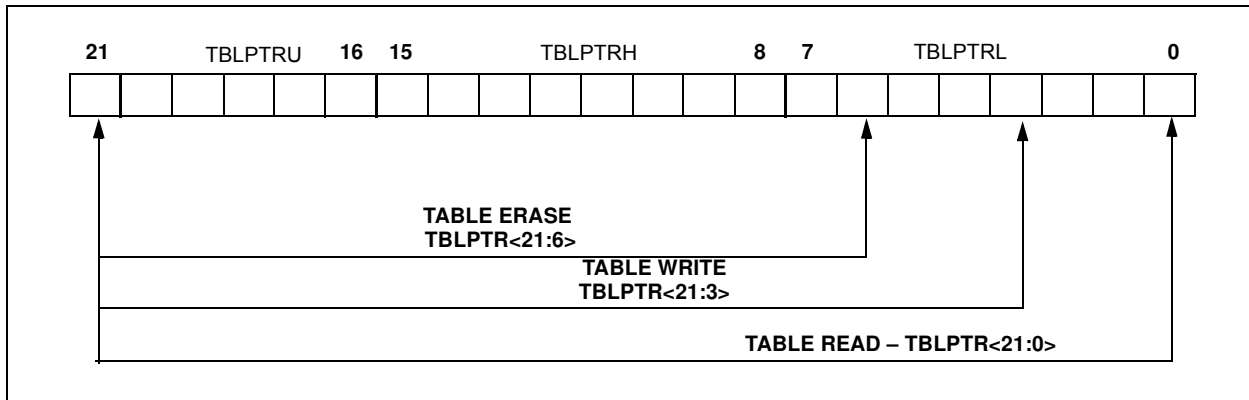 21 TBLPTRU 16 15 TBLPTRH 8 7 TBLPTRL 0
TABLE ERASE
TBLPTR<21:6>
TABLE WRITE
TBLPTR<21:3>
TABLE READ – TBLPTR<21:0>